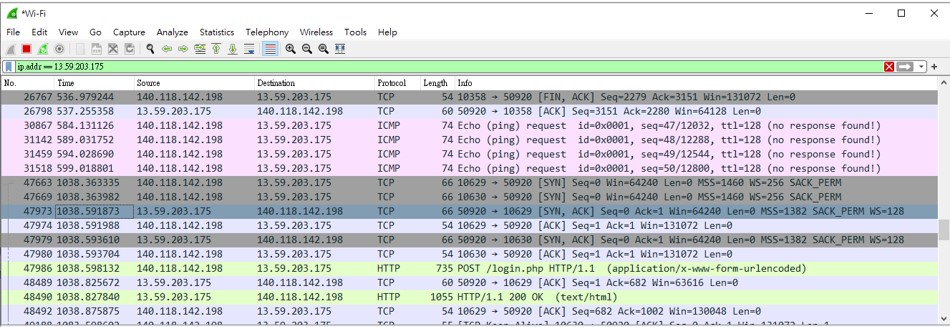 *Wi-Fi
File Edit View Go Capture Analyze Statistics Telephony Wireless Tools Help
ip.addr == 13.59.203.175
No. Time Source Destination Protocol Length Info
26767 536.979244 140.118.142.198 13.59.203.175 TCP 54 10358 → 50920 [FIN, ACK] Seq=2279 Ack=3151 Win=131072 Len=0
26798 537.255358 13.59.203.175 140.118.142.198 TCP 60 50920 → 10358 [ACK] Seq=3151 Ack=2280 Win=64128 Len=0
30867 584.131126 140.118.142.198 13.59.203.175 ICMP 74 Echo (ping) request id=0x0001, seq=47/12032, ttl=128 (no response found!)
31142 589.031752 140.118.142.198 13.59.203.175 ICMP 74 Echo (ping) request id=0x0001, seq=48/12288, ttl=128 (no response found!)
31459 594.028690 140.118.142.198 13.59.203.175 ICMP 74 Echo (ping) request id=0x0001, seq=49/12544, ttl=128 (no response found!)
31518 599.018801 140.118.142.198 13.59.203.175 ICMP 74 Echo (ping) request id=0x0001, seq=50/12800, ttl=128 (no response found!)
47663 1038.363335 140.118.142.198 13.59.203.175 TCP 66 10629 → 50920 [SYN] Seq=0 Win=64240 Len=0 MSS=1460 WS=256 SACK_PERM
47669 1038.363982 140.118.142.198 13.59.203.175 TCP 66 10630 → 50920 [SYN] Seq=0 Win=64240 Len=0 MSS=1460 WS=256 SACK_PERM
47973 1038.591873 13.59.203.175 140.118.142.198 TCP 66 50920 → 10629 [SYN, ACK] Seq=0 Ack=1 Win=64240 Len=0 MSS=1382 SACK_PERM WS=128
47974 1038.591988 140.118.142.198 13.59.203.175 TCP 54 10629 → 50920 [ACK] Seq=1 Ack=1 Win=131072 Len=0
47979 1038.593610 13.59.203.175 140.118.142.198 TCP 66 50920 → 10630 [SYN, ACK] Seq=0 Ack=1 Win=64240 Len=0 MSS=1382 SACK_PERM WS=128
47980 1038.593704 140.118.142.198 13.59.203.175 TCP 54 10630 → 50920 [ACK] Seq=1 Ack=1 Win=131072 Len=0
47986 1038.598132 140.118.142.198 13.59.203.175 HTTP 735 POST /login.php HTTP/1.1 (application/x-www-form-urlencoded)
48489 1038.825672 13.59.203.175 140.118.142.198 TCP 60 50920 → 10629 [ACK] Seq=1 Ack=682 Win=63616 Len=0
48490 1038.827840 13.59.203.175 140.118.142.198 HTTP 1055 HTTP/1.1 200 OK (text/html)
48492 1038.875875 140.118.142.198 13.59.203.175 TCP 54 10629 → 50920 [ACK] Seq=682 Ack=1002 Win=130048 Len=0